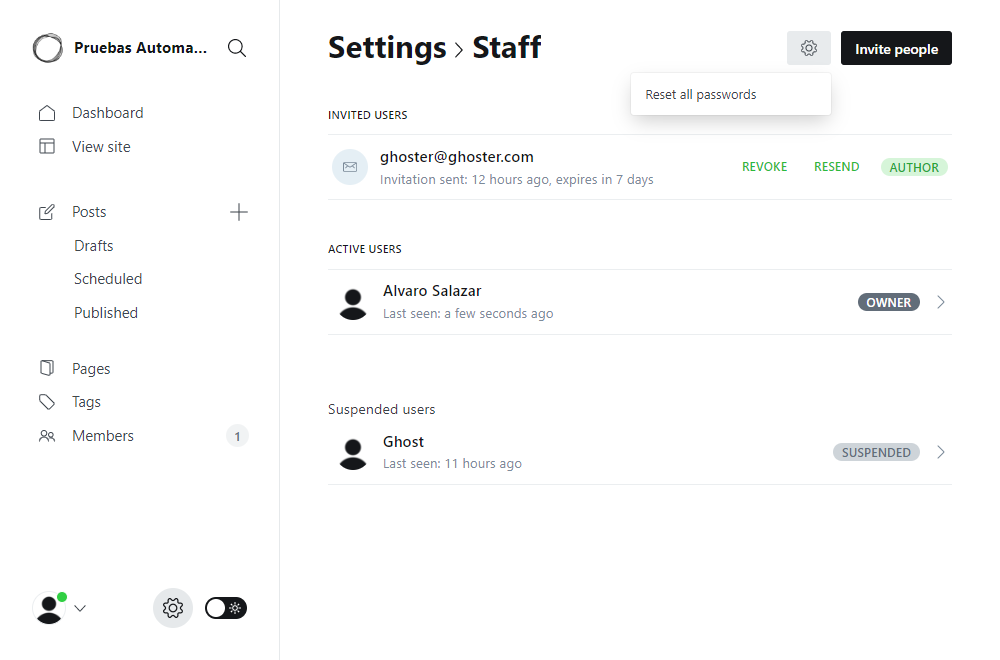 Pruebas Automa...
Dashboard
View site
Posts
Drafts
Scheduled
Published
Pages
Tags
Members 1
Settings > Staff
Invite people
Reset all passwords
INVITED USERS
ghoster@ghoster.com
Invitation sent: 12 hours ago, expires in 7 days
REVOKE RESEND AUTHOR
ACTIVE USERS
Alvaro Salazar
Last seen: a few seconds ago
OWNER
Suspended users
Ghost
Last seen: 11 hours ago
SUSPENDED